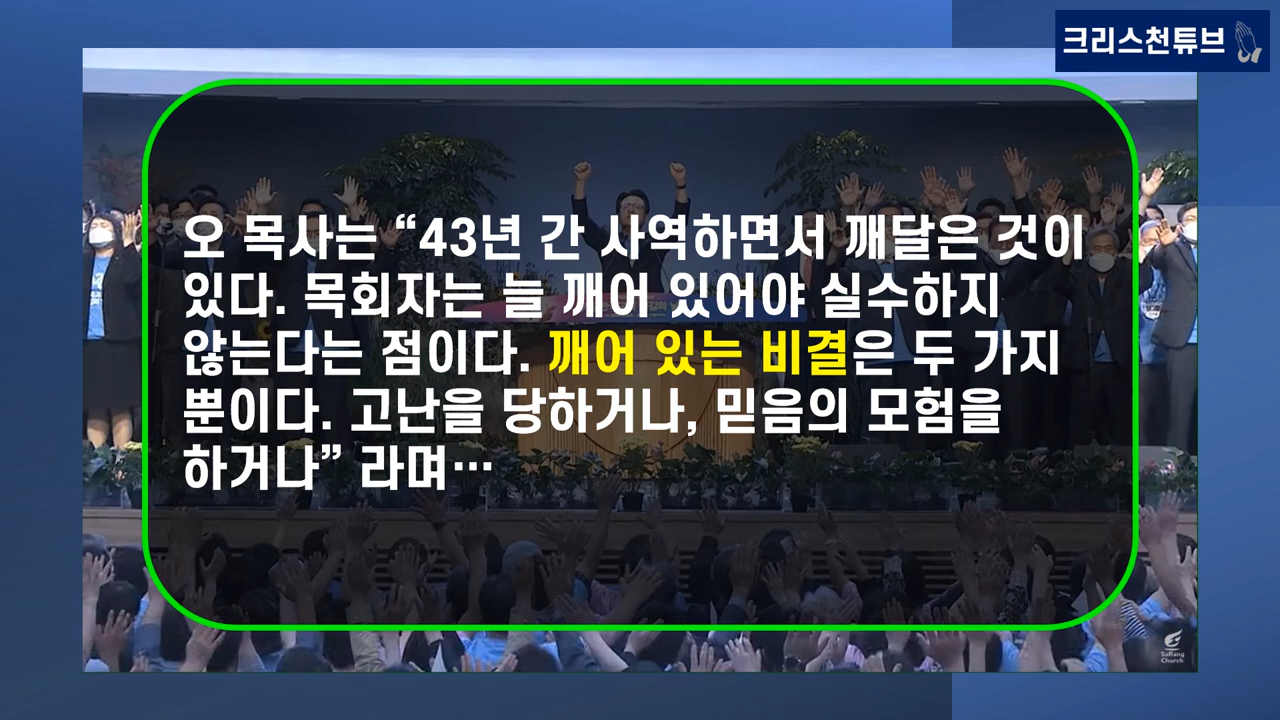 크리스천튜브
오 목사는 “43년 간 사역하면서 깨달은 것이
있다. 목회자는 늘 깨어 있어야 실수하지
않는다는 점이다. 깨어 있는 비결은 두 가지
뿐이다. 고난을 당하거나, 믿음의 모험을
하거나” 라며…
SaRang
Church